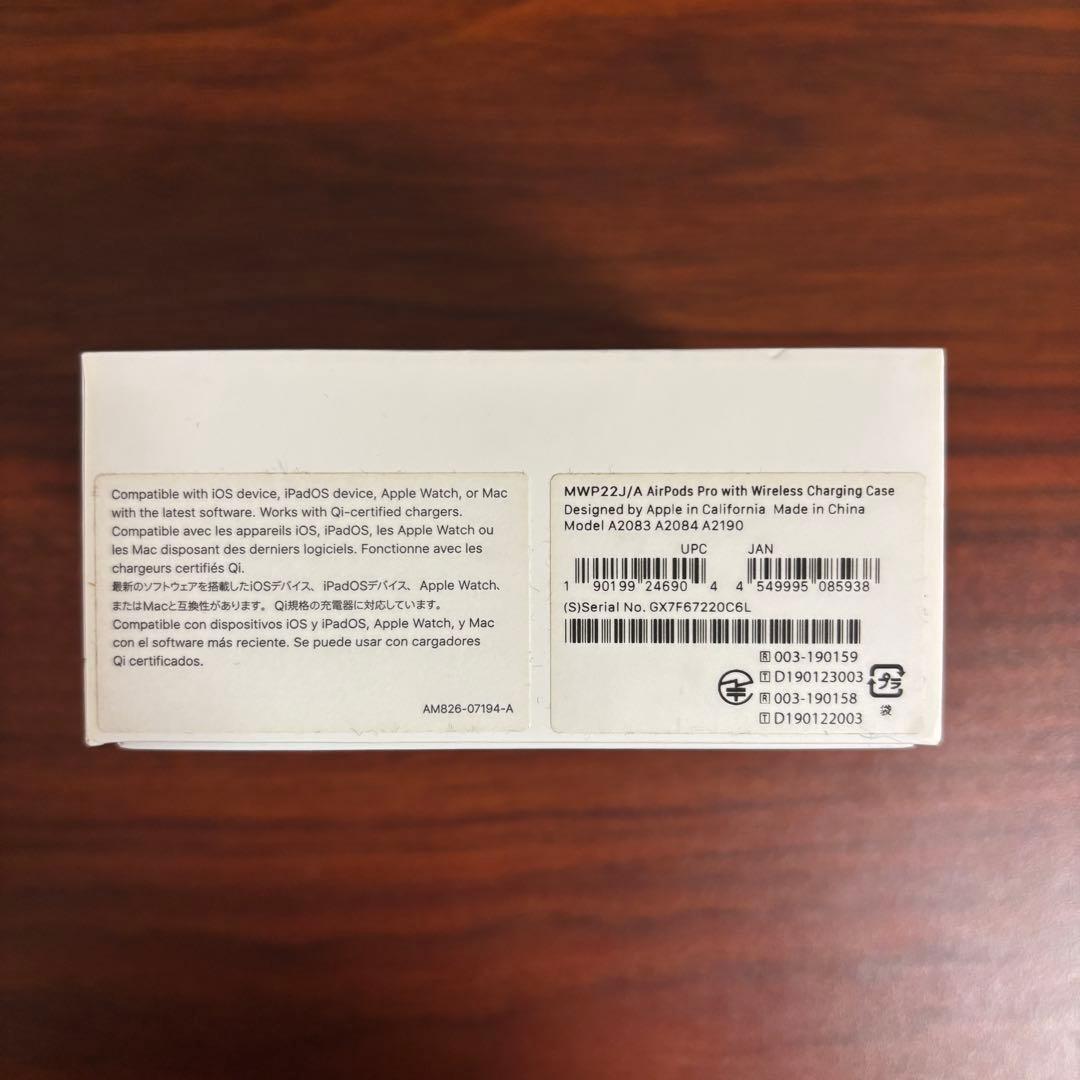 Compatible with iOS device, iPadOS device, Apple Watch, or Mac
with the latest software. Works with Qi-certified chargers.
Compatible avec les appareils iOS, iPadOS, les Apple Watch ou
les Mac disposant des derniers logiciels. Fonctionne avec les
chargeurs certifiés Qi.
最新のソフトウェアを搭載したiOSデバイス、iPadOSデバイス、Apple Watch、
またはMacと互換性があります。Qi規格の充電器に対応しています。
Compatible con dispositivos iOS y iPadOS, Apple Watch, y Mac
con el software más reciente. Se puede usar con cargadores
Qi certificados.
AM826-07194-A
MWP22J/A AirPods Pro with Wireless Charging Case
Designed by Apple in California Made in China
Model A2083 A2084 A2190
UPC JAN
1 90199 24690 4 4 549995 085938
(S)Serial No. GX7F67220C6L
R 003-190159
T D190123003
R 003-190158
T D190122003
プラ
袋